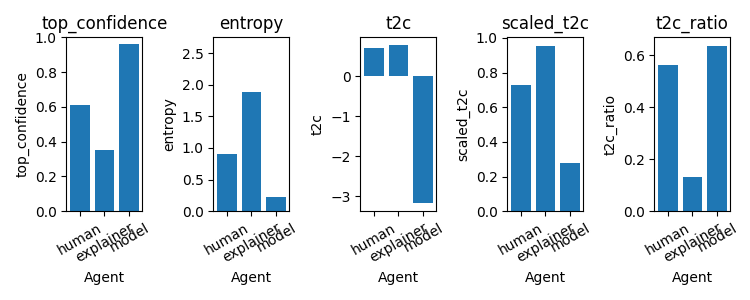 top_confidence
entropy
t2c
scaled_t2c
t2c_ratio
top_confidence
1.0
0.8
0.6
0.4
0.2
0.0
human
explainer
model
Agent
entropy
2.5
2.0
1.5
1.0
0.5
0.0
human
explainer
model
Agent
t2c
0
−1
−2
−3
human
explainer
model
Agent
scaled_t2c
1.0
0.8
0.6
0.4
0.2
0.0
human
explainer
model
Agent
t2c_ratio
0.6
0.4
0.2
0.0
human
explainer
model
Agent